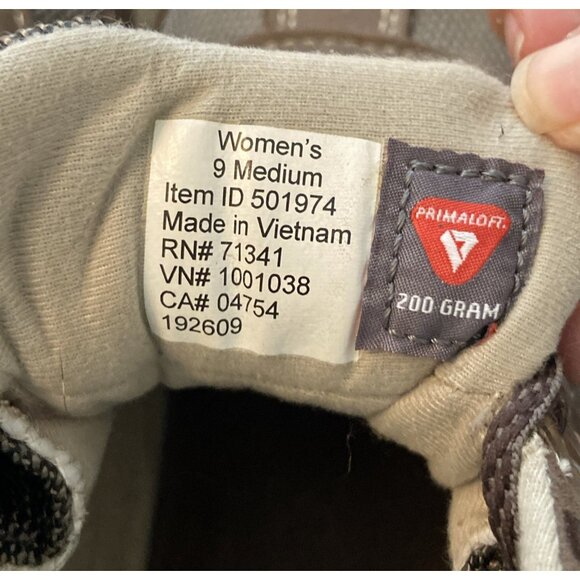 Women's
9 Medium
Item ID 501974
Made in Vietnam
RN# 71341
VN# 1001038
CA# 04754
192609
PRIMALOFT.
200 GRAM